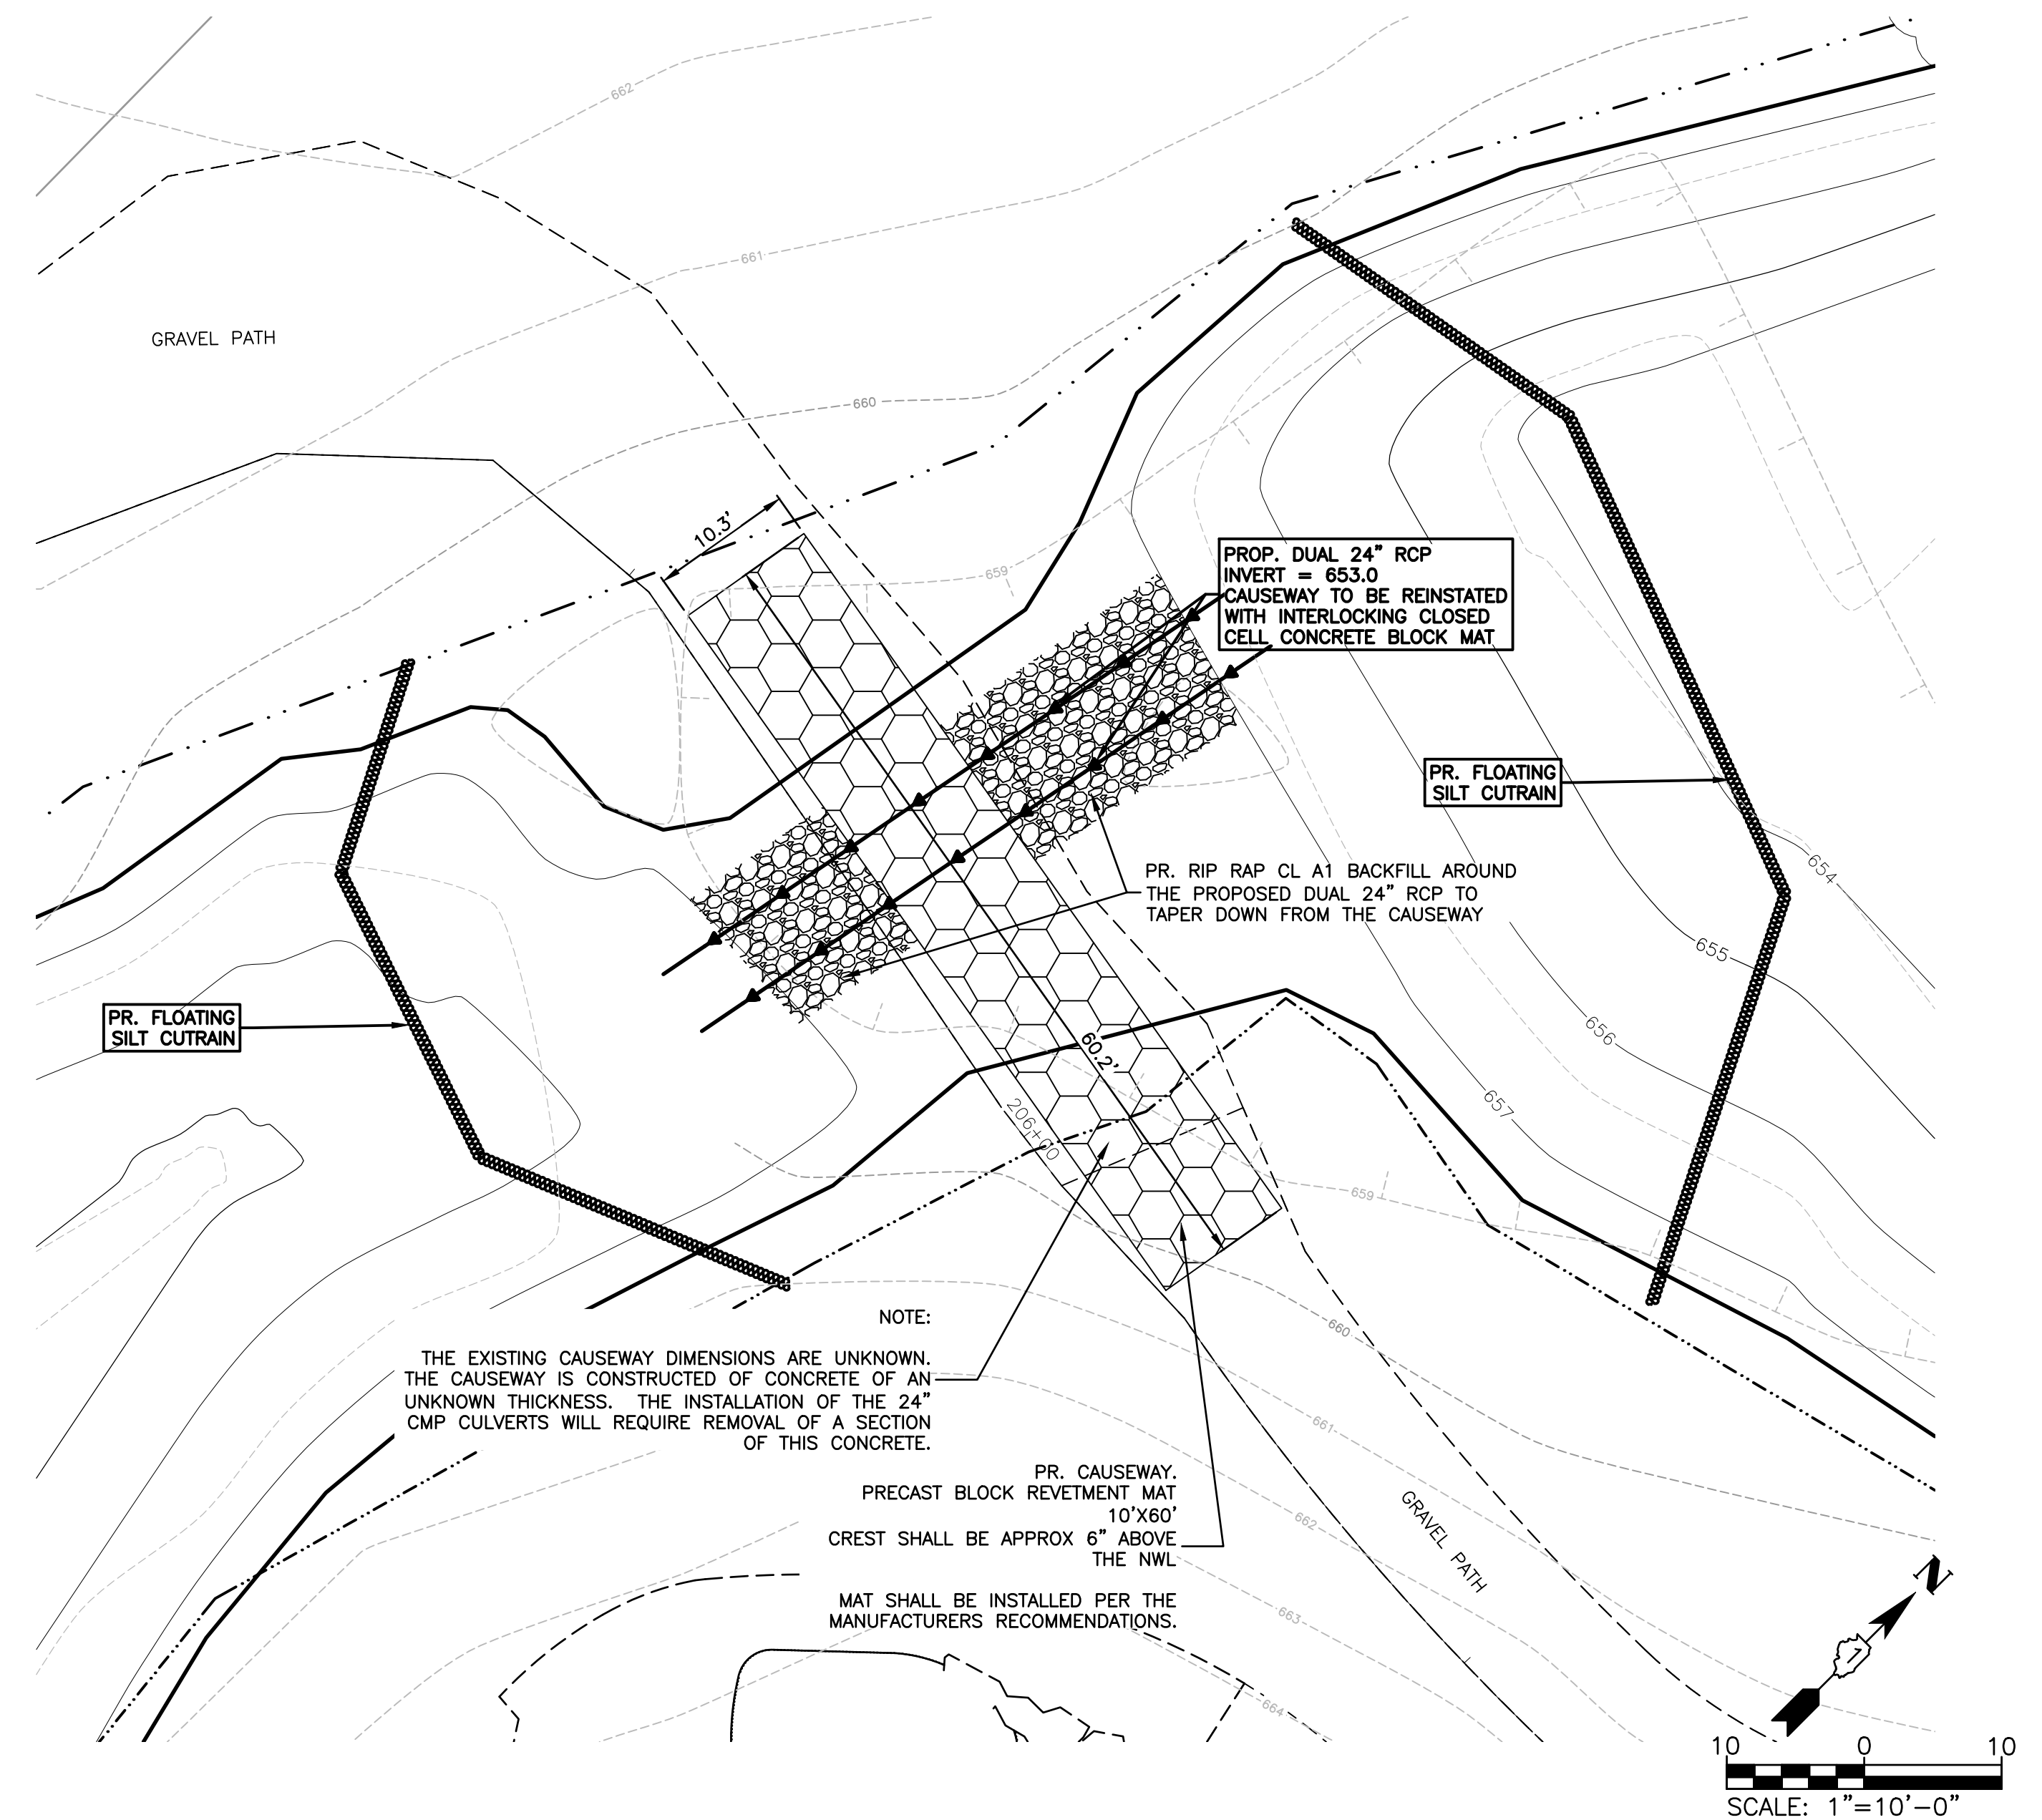 662
661
GRAVEL PATH
660
10.3'
659
PROP. DUAL 24" RCP
INVERT = 653.0
CAUSEWAY TO BE REINSTATED
WITH INTERLOCKING CLOSED
CELL CONCRETE BLOCK MAT
PR. FLOATING
SILT CUTRAIN
PR. RIP RAP CL A1 BACKFILL AROUND
THE PROPOSED DUAL 24" RCP TO
TAPER DOWN FROM THE CAUSEWAY
654
655
656
657
PR. FLOATING
SILT CUTRAIN
60.2'
206+00
659
660
NOTE:
THE EXISTING CAUSEWAY DIMENSIONS ARE UNKNOWN.
THE CAUSEWAY IS CONSTRUCTED OF CONCRETE OF AN
UNKNOWN THICKNESS. THE INSTALLATION OF THE 24"
CMP CULVERTS WILL REQUIRE REMOVAL OF A SECTION
OF THIS CONCRETE.
661
PR. CAUSEWAY.
PRECAST BLOCK REVETMENT MAT
10'X60'
CREST SHALL BE APPROX 6" ABOVE
THE NWL
MAT SHALL BE INSTALLED PER THE
MANUFACTURERS RECOMMENDATIONS.
662
GRAVEL PATH
663
664
N
1
10 0 10
SCALE: 1"=10'-0"